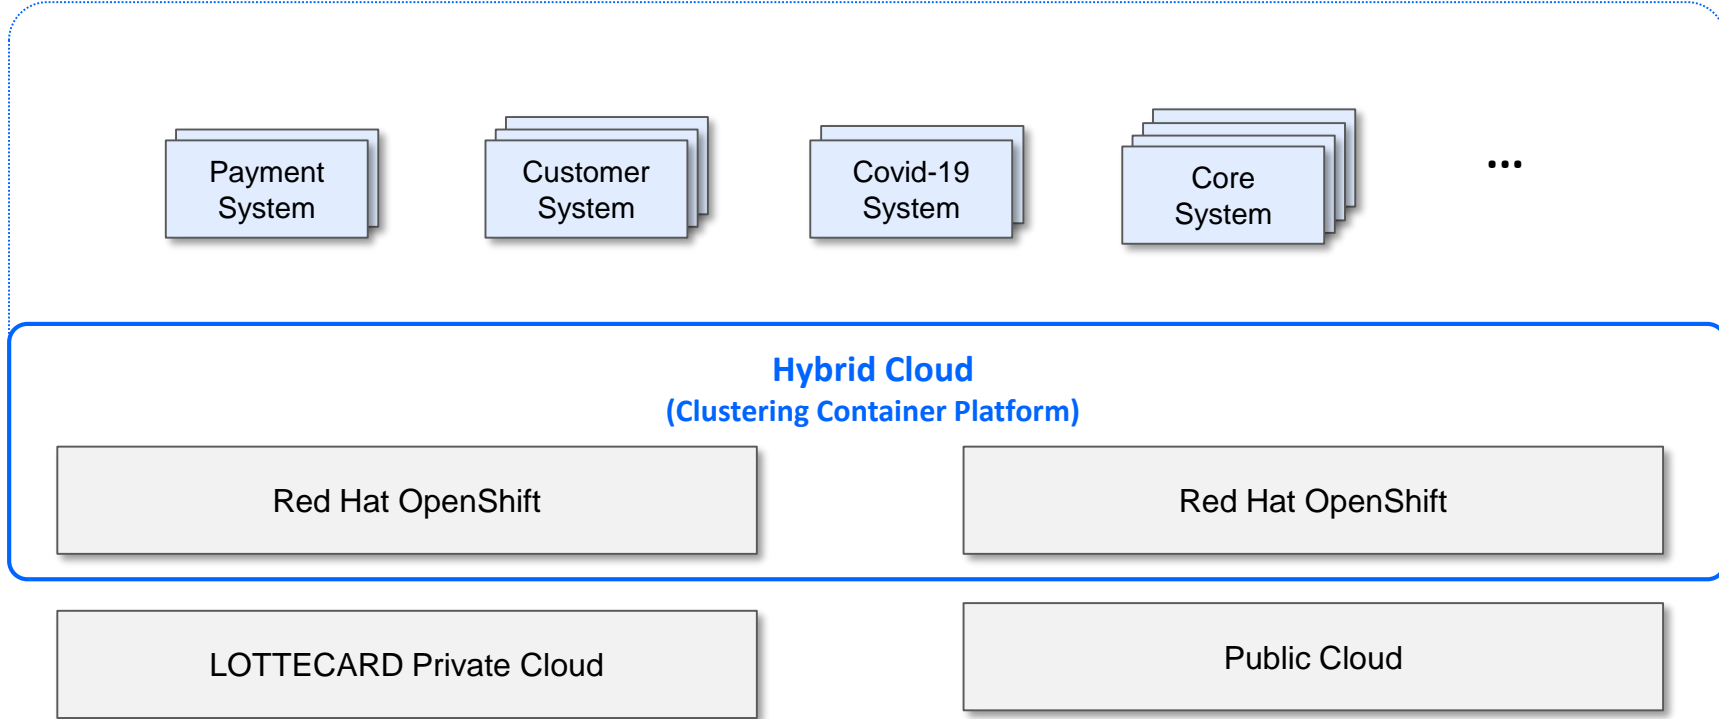 Payment
System
Customer
System
Covid-19
System
Core
System
...
Hybrid Cloud
(Clustering Container Platform)
Red Hat OpenShift
Red Hat OpenShift
LOTTECARD Private Cloud
Public Cloud